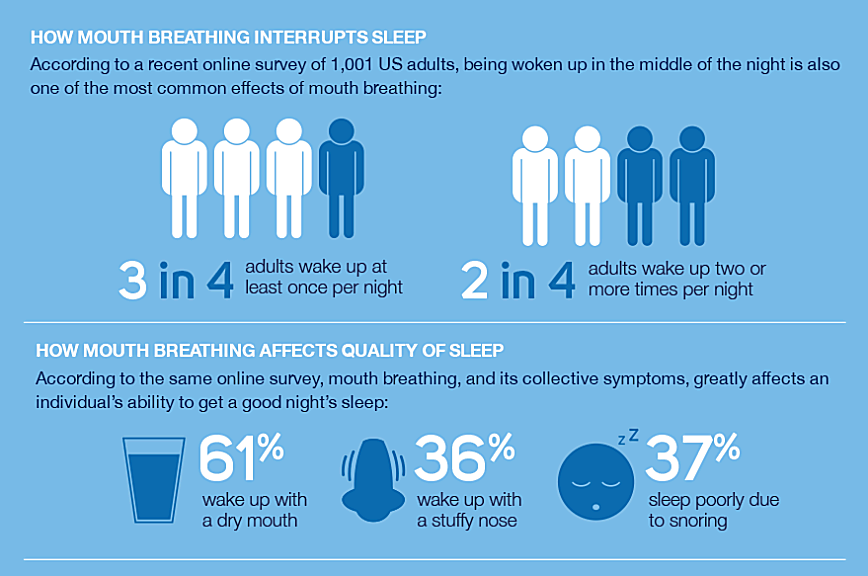 HOW MOUTH BREATHING INTERRUPTS SLEEP
According to a recent online survey of 1,001 US adults, being woken up in the middle of the night is also
one of the most common effects of mouth breathing:
3 in 4
adults wake up at
least once per night
2 in 4
adults wake up two or
more times per night
HOW MOUTH BREATHING AFFECTS QUALITY OF SLEEP
According to the same online survey, mouth breathing, and its collective symptoms, greatly affects an
individual's ability to get a good night's sleep:
61%
wake up with
a dry mouth
36%
wake up with
a stuffy nose
z Z
37%
sleep poorly due
to snoring